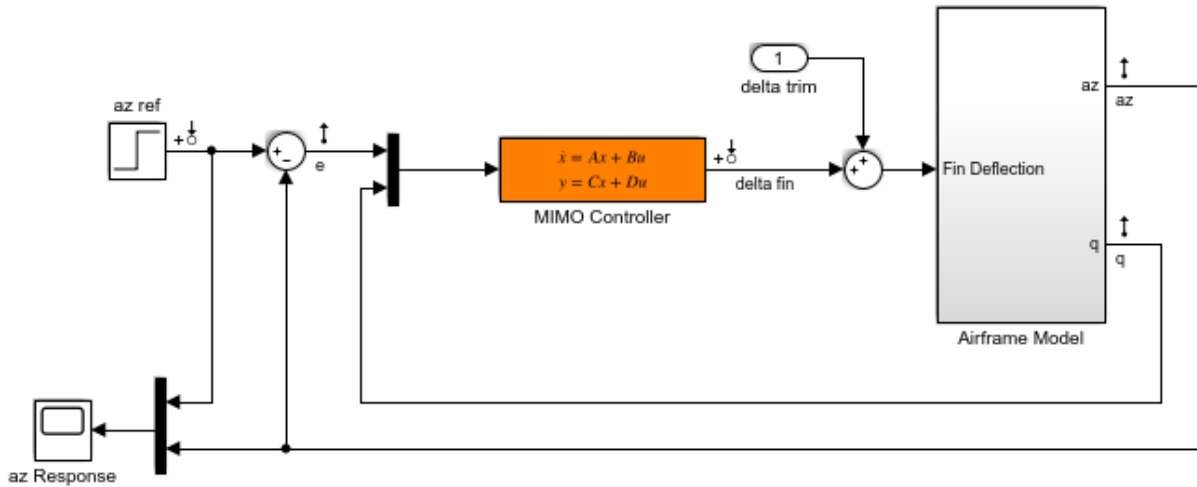 az ref
e
ẋ = Ax + Bu
y = Cx + Du
MIMO Controller
delta fin
1
delta trim
Fin Deflection
az
q
az
q
Airframe Model
az Response